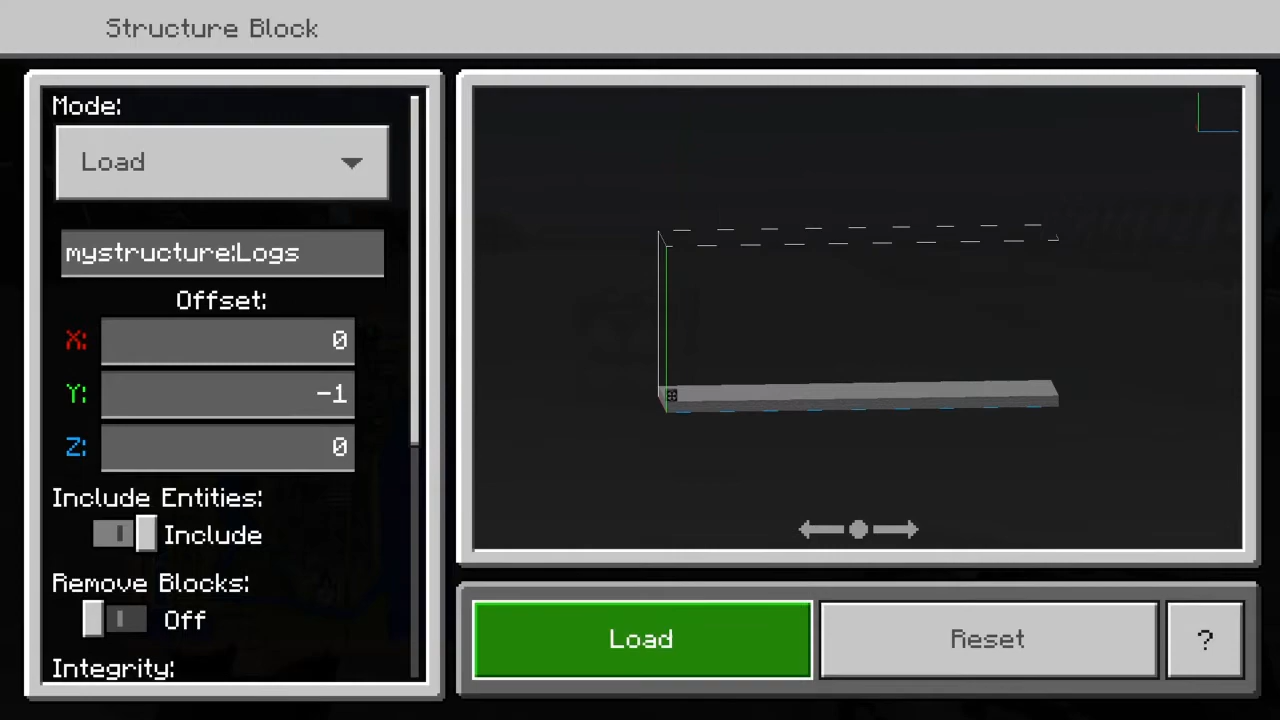 Structure Block
Mode:
Load
mystructure:Logs
Offset:
X: 0
Y: -1
Z: 0
Include Entities:
Include
Remove Blocks:
Off
Integrity:
Load
Reset
?